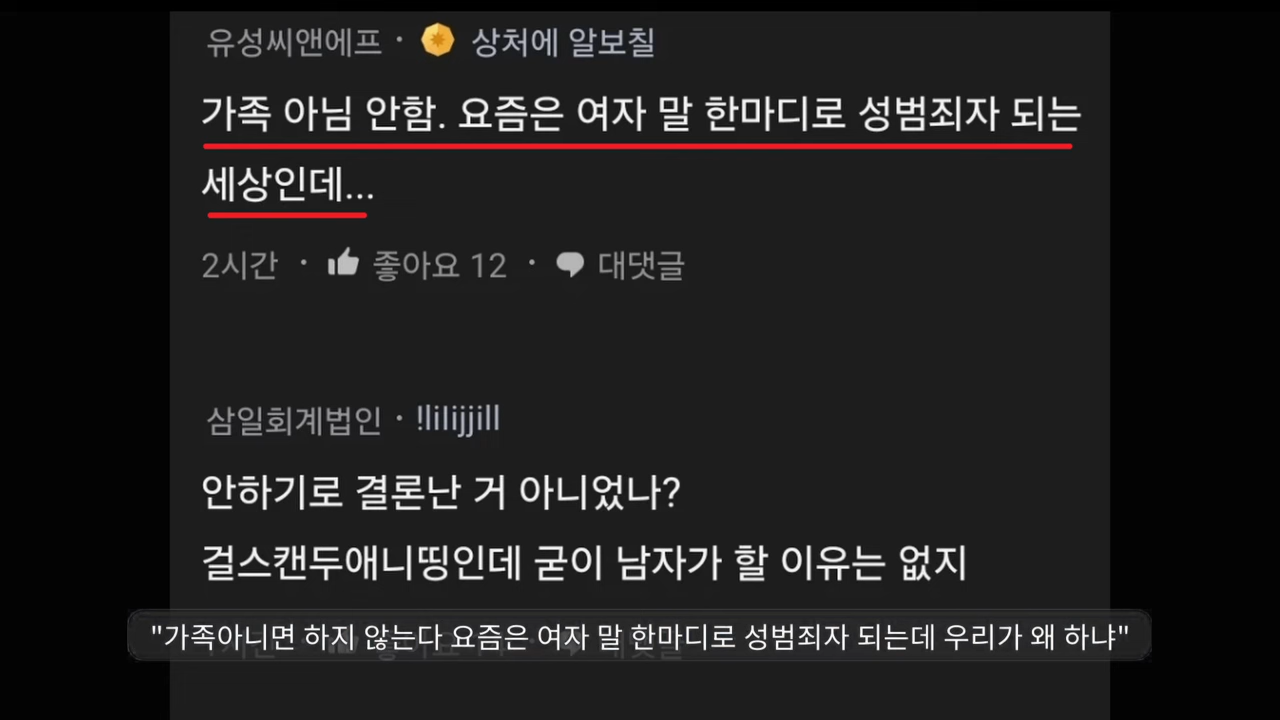 유성씨앤에프 · 상처에 알보칠
가족 아님 안함. 요즘은 여자 말 한마디로 성범죄자 되는
세상인데...
2시간 · 좋아요 12 · 대댓글
삼일회계법인 · !liIijjill
안하기로 결론난 거 아니었나?
걸스캔두애니띵인데 굳이 남자가 할 이유는 없지
"가족아니면 하지 않는다 요즘은 여자 말 한마디로 성범죄자 되는데 우리가 왜 하냐"